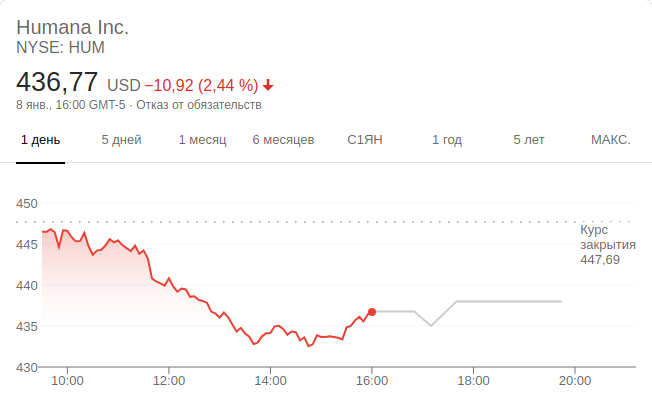 Humana Inc.
NYSE: HUM
436,77 USD −10,92 (2,44 %)
8 янв., 16:00 GMT-5 · Отказ от обязательств
1 день 5 дней 1 месяц 6 месяцев С1ЯН 1 год 5 лет МАКС.
450
445
440
435
430
Курс
закрытия
447,69
10:00 12:00 14:00 16:00 18:00 20:00